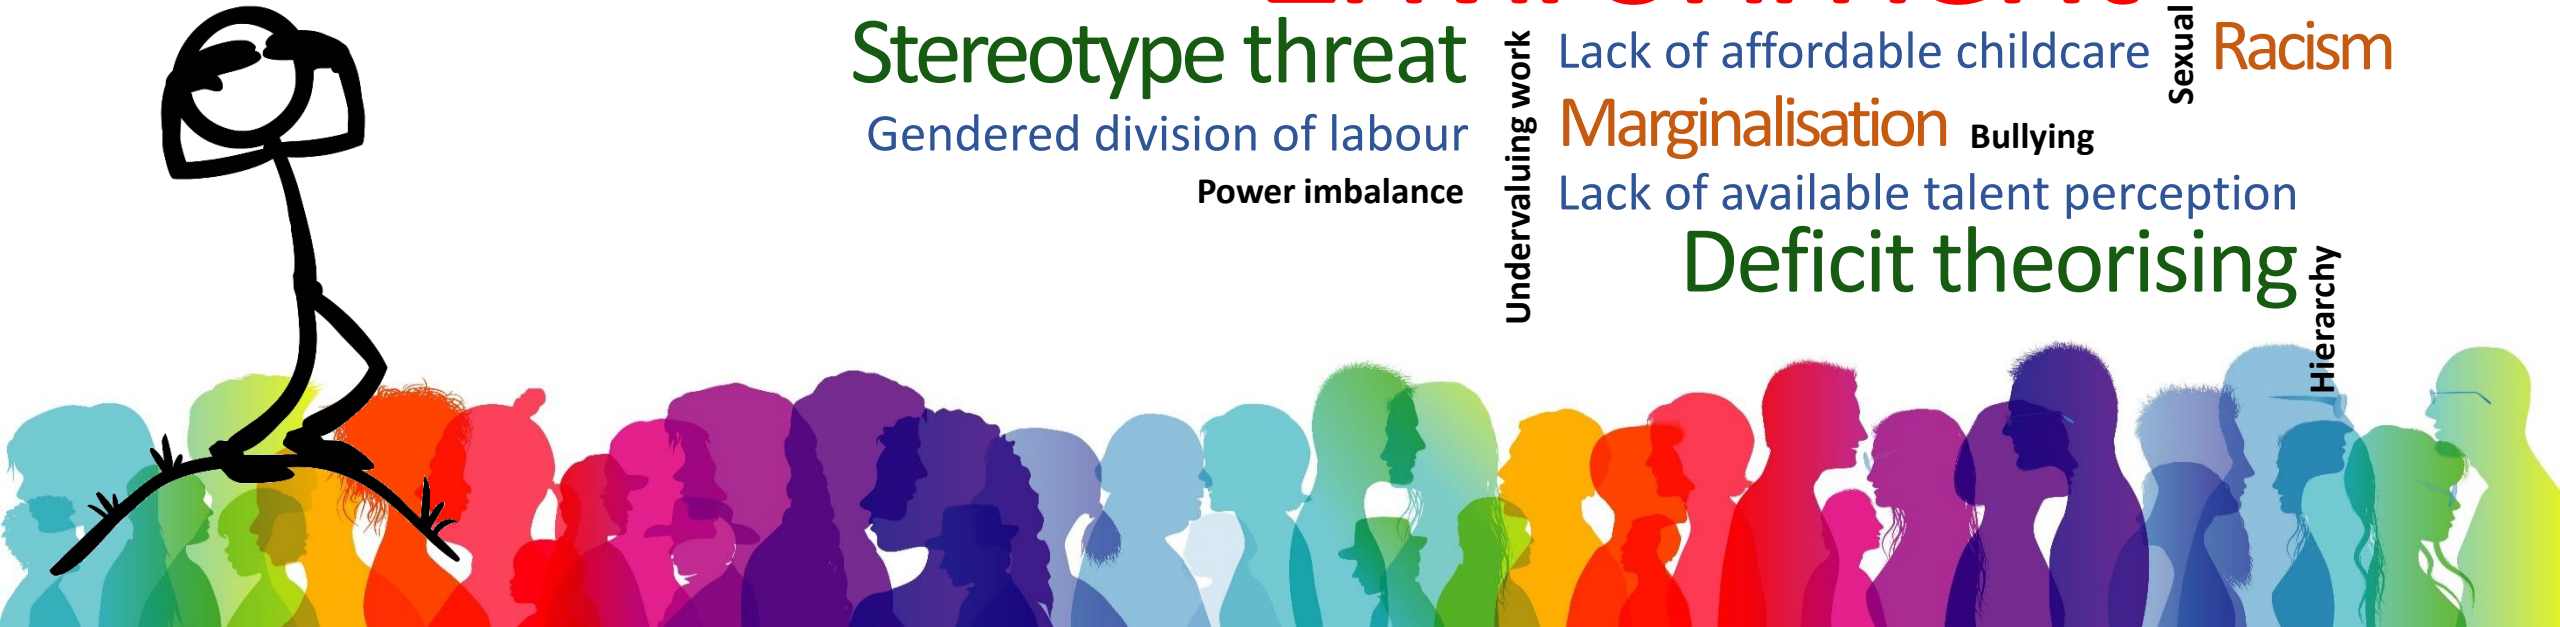 Stereotype threat
Gendered division of labour
Power imbalance
Undervaluing work
Lack of affordable childcare
Sexual
Racism
Marginalisation
Bullying
Lack of available talent perception
Deficit theorising
Hierarchy